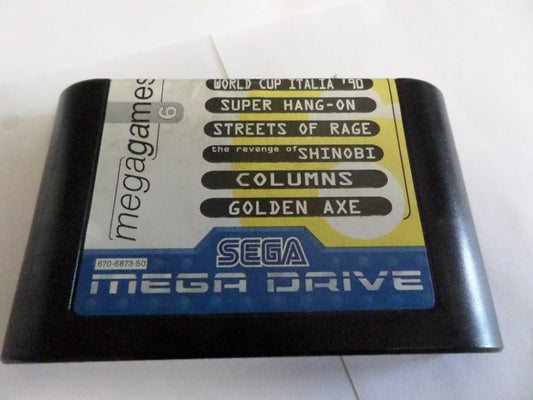 WORLD CUP ITALIA '90
SUPER HANG-ON
STREETS OF RAGE
the revenge of SHINOBI
COLUMNS
GOLDEN AXE
megagames 6
SEGA
670-6873-50
MEGA DRIVE